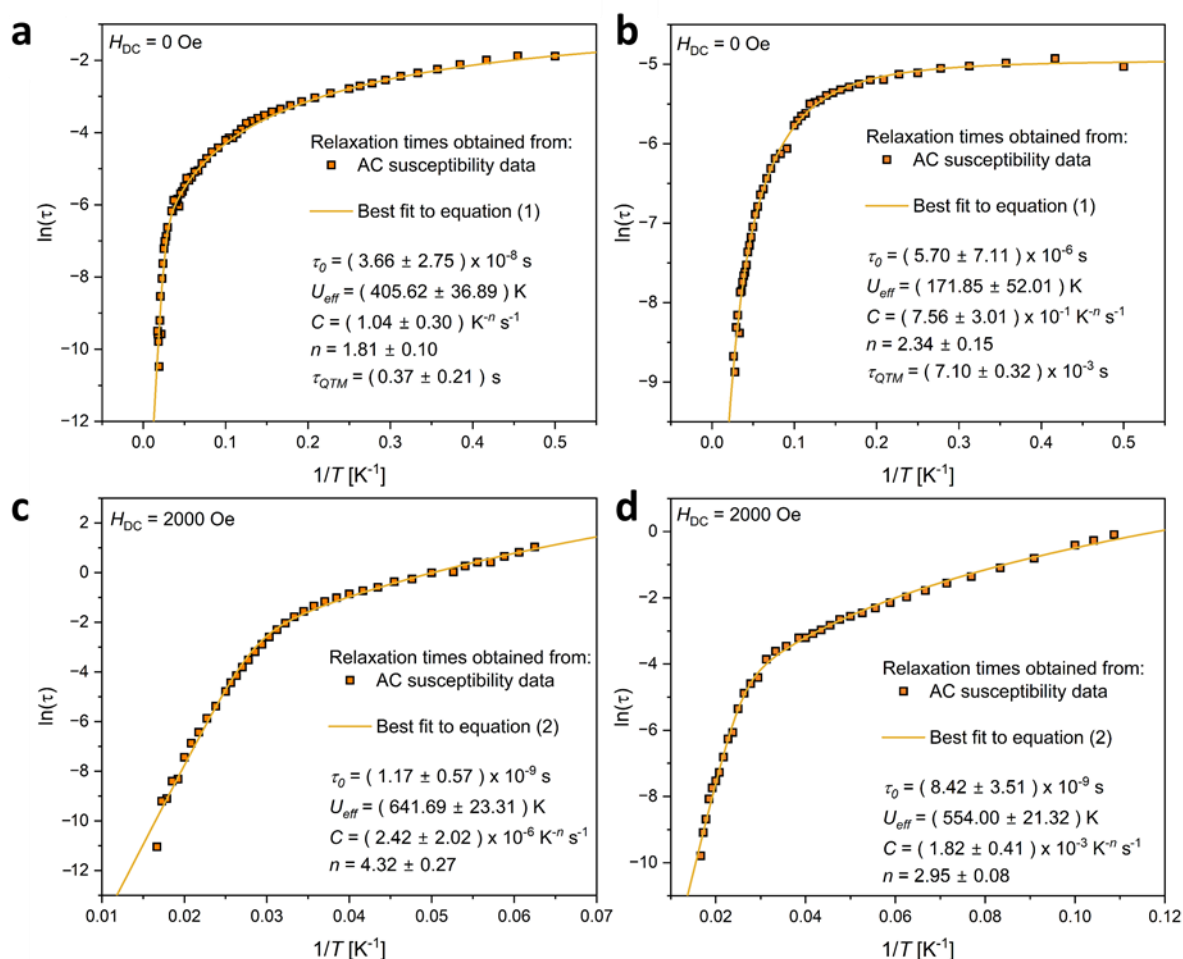 a
H_DC = 0 Oe
−2
−4
−6
−8
−10
−12
ln(τ)
0.0 0.1 0.2 0.3 0.4 0.5
1/T [K⁻¹]
Relaxation times obtained from:
AC susceptibility data
Best fit to equation (1)
τ₀ = ( 3.66 ± 2.75 ) x 10⁻⁸ s
U_eff = ( 405.62 ± 36.89 ) K
C = ( 1.04 ± 0.30 ) K⁻ⁿ s⁻¹
n = 1.81 ± 0.10
τ_QTM = ( 0.37 ± 0.21 ) s
b
H_DC = 0 Oe
−5
−6
−7
−8
−9
ln(τ)
0.0 0.1 0.2 0.3 0.4 0.5
1/T [K⁻¹]
Relaxation times obtained from:
AC susceptibility data
Best fit to equation (1)
τ₀ = ( 5.70 ± 7.11 ) x 10⁻⁶ s
U_eff = ( 171.85 ± 52.01 ) K
C = ( 7.56 ± 3.01 ) x 10⁻¹ K⁻ⁿ s⁻¹
n = 2.34 ± 0.15
τ_QTM = ( 7.10 ± 0.32 ) x 10⁻³ s
c
H_DC = 2000 Oe
2
0
−2
−4
−6
−8
−10
−12
ln(τ)
0.01 0.02 0.03 0.04 0.05 0.06 0.07
1/T [K⁻¹]
Relaxation times obtained from:
AC susceptibility data
Best fit to equation (2)
τ₀ = ( 1.17 ± 0.57 ) x 10⁻⁹ s
U_eff = ( 641.69 ± 23.31 ) K
C = ( 2.42 ± 2.02 ) x 10⁻⁶ K⁻ⁿ s⁻¹
n = 4.32 ± 0.27
d
H_DC = 2000 Oe
0
−2
−4
−6
−8
−10
ln(τ)
0.02 0.04 0.06 0.08 0.10 0.12
1/T [K⁻¹]
Relaxation times obtained from:
AC susceptibility data
Best fit to equation (2)
τ₀ = ( 8.42 ± 3.51 ) x 10⁻⁹ s
U_eff = ( 554.00 ± 21.32 ) K
C = ( 1.82 ± 0.41 ) x 10⁻³ K⁻ⁿ s⁻¹
n = 2.95 ± 0.08